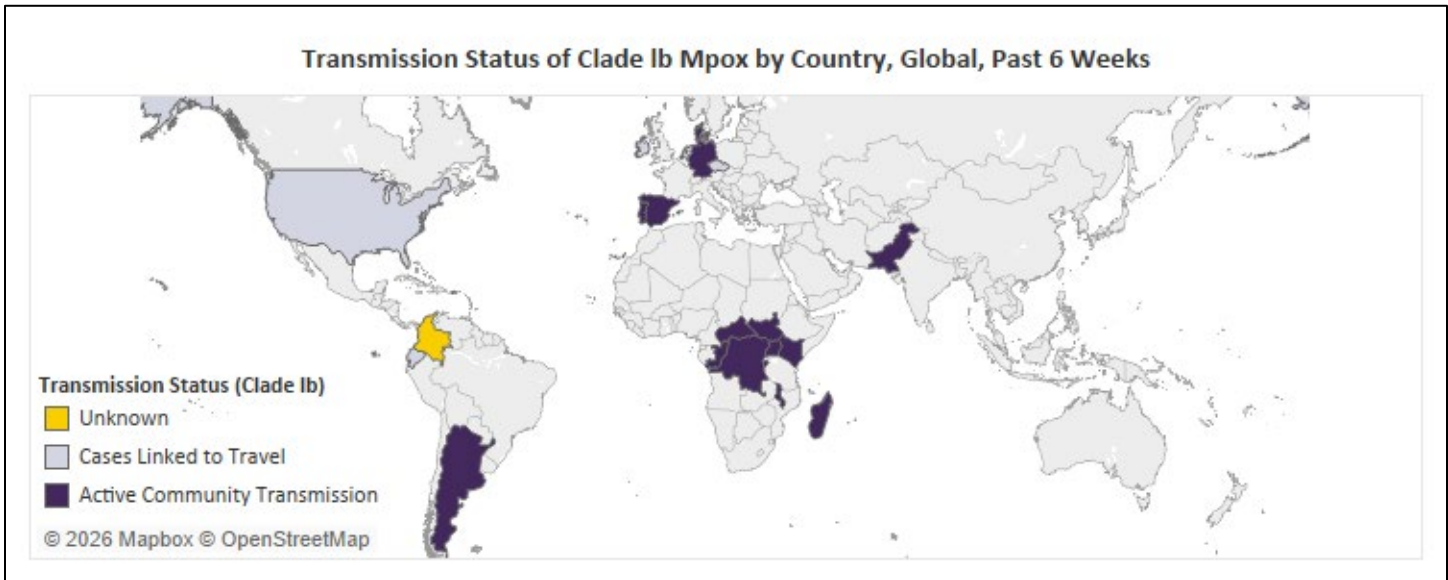 Transmission Status of Clade lb Mpox by Country, Global, Past 6 Weeks
Transmission Status (Clade Ib)
Unknown
Cases Linked to Travel
Active Community Transmission
© 2026 Mapbox © OpenStreetMap